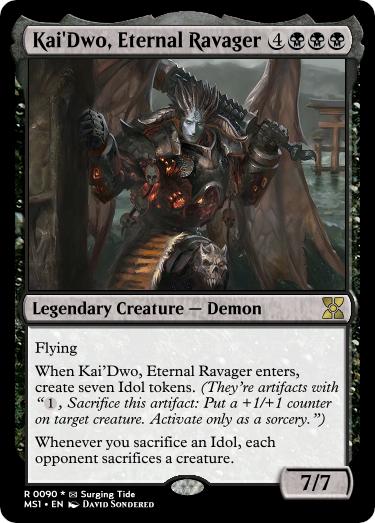 Kai'Dwo, Eternal Ravager 4
Legendary Creature — Demon
Flying
When Kai'Dwo, Eternal Ravager enters,
create seven Idol tokens. (They're artifacts with
“1, Sacrifice this artifact: Put a +1/+1 counter
on target creature. Activate only as a sorcery.”)
Whenever you sacrifice an Idol, each
opponent sacrifices a creature.
7/7
R 0090 * Surging Tide
MS1 • EN David Sondered